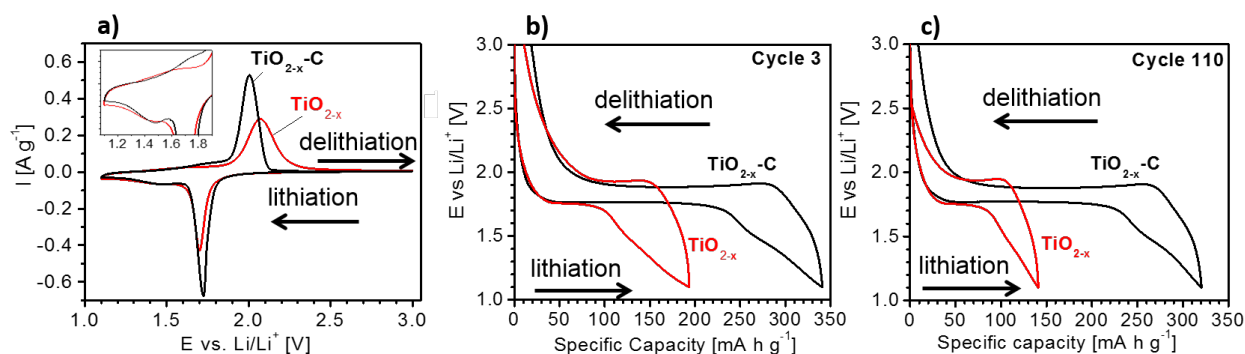 a)
I [A g-1]
0.6
0.4
0.2
0.0
-0.2
-0.4
-0.6
1.2 1.4 1.6 1.8
TiO2-x-C
TiO2-x
delithiation
lithiation
1.0 1.5 2.0 2.5 3.0
E vs. Li/Li+ [V]
b)
Cycle 3
E vs Li/Li+ [V]
3.0
2.5
2.0
1.5
1.0
delithiation
TiO2-x-C
TiO2-x
lithiation
0 50 100 150 200 250 300 350
Specific Capacity [mA h g-1]
c)
Cycle 110
E vs Li/Li+ [V]
3.0
2.5
2.0
1.5
1.0
delithiation
TiO2-x-C
TiO2-x
lithiation
0 50 100 150 200 250 300 350
Specific capacity [mA h g-1]